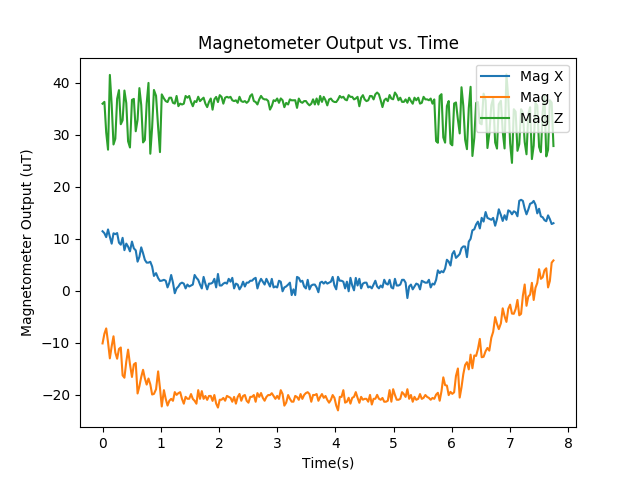 Magnetometer Output vs. Time
Mag X
Mag Y
Mag Z
Magnetometer Output (uT)
40
30
20
10
0
−10
−20
0 1 2 3 4 5 6 7 8
Time(s)